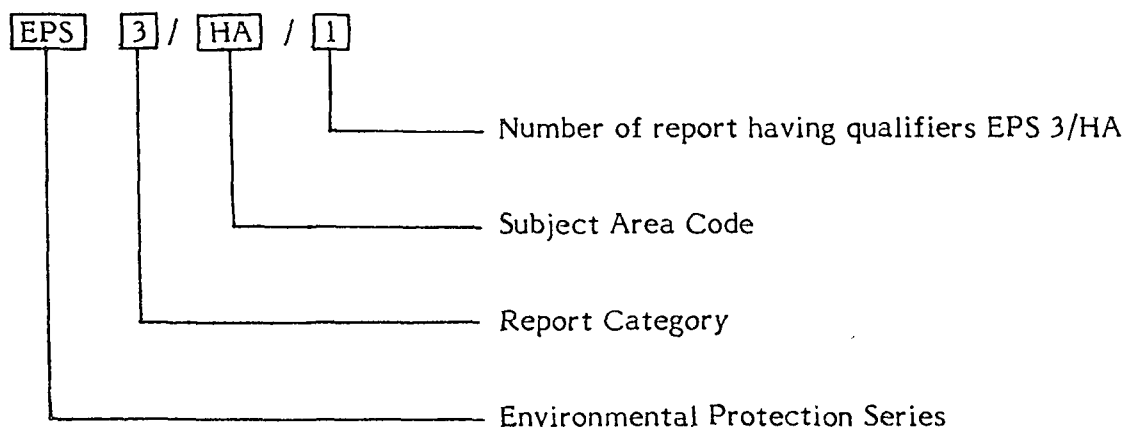 EPS 3 / HA / 1
Number of report having qualifiers EPS 3/HA
Subject Area Code
Report Category
Environmental Protection Series